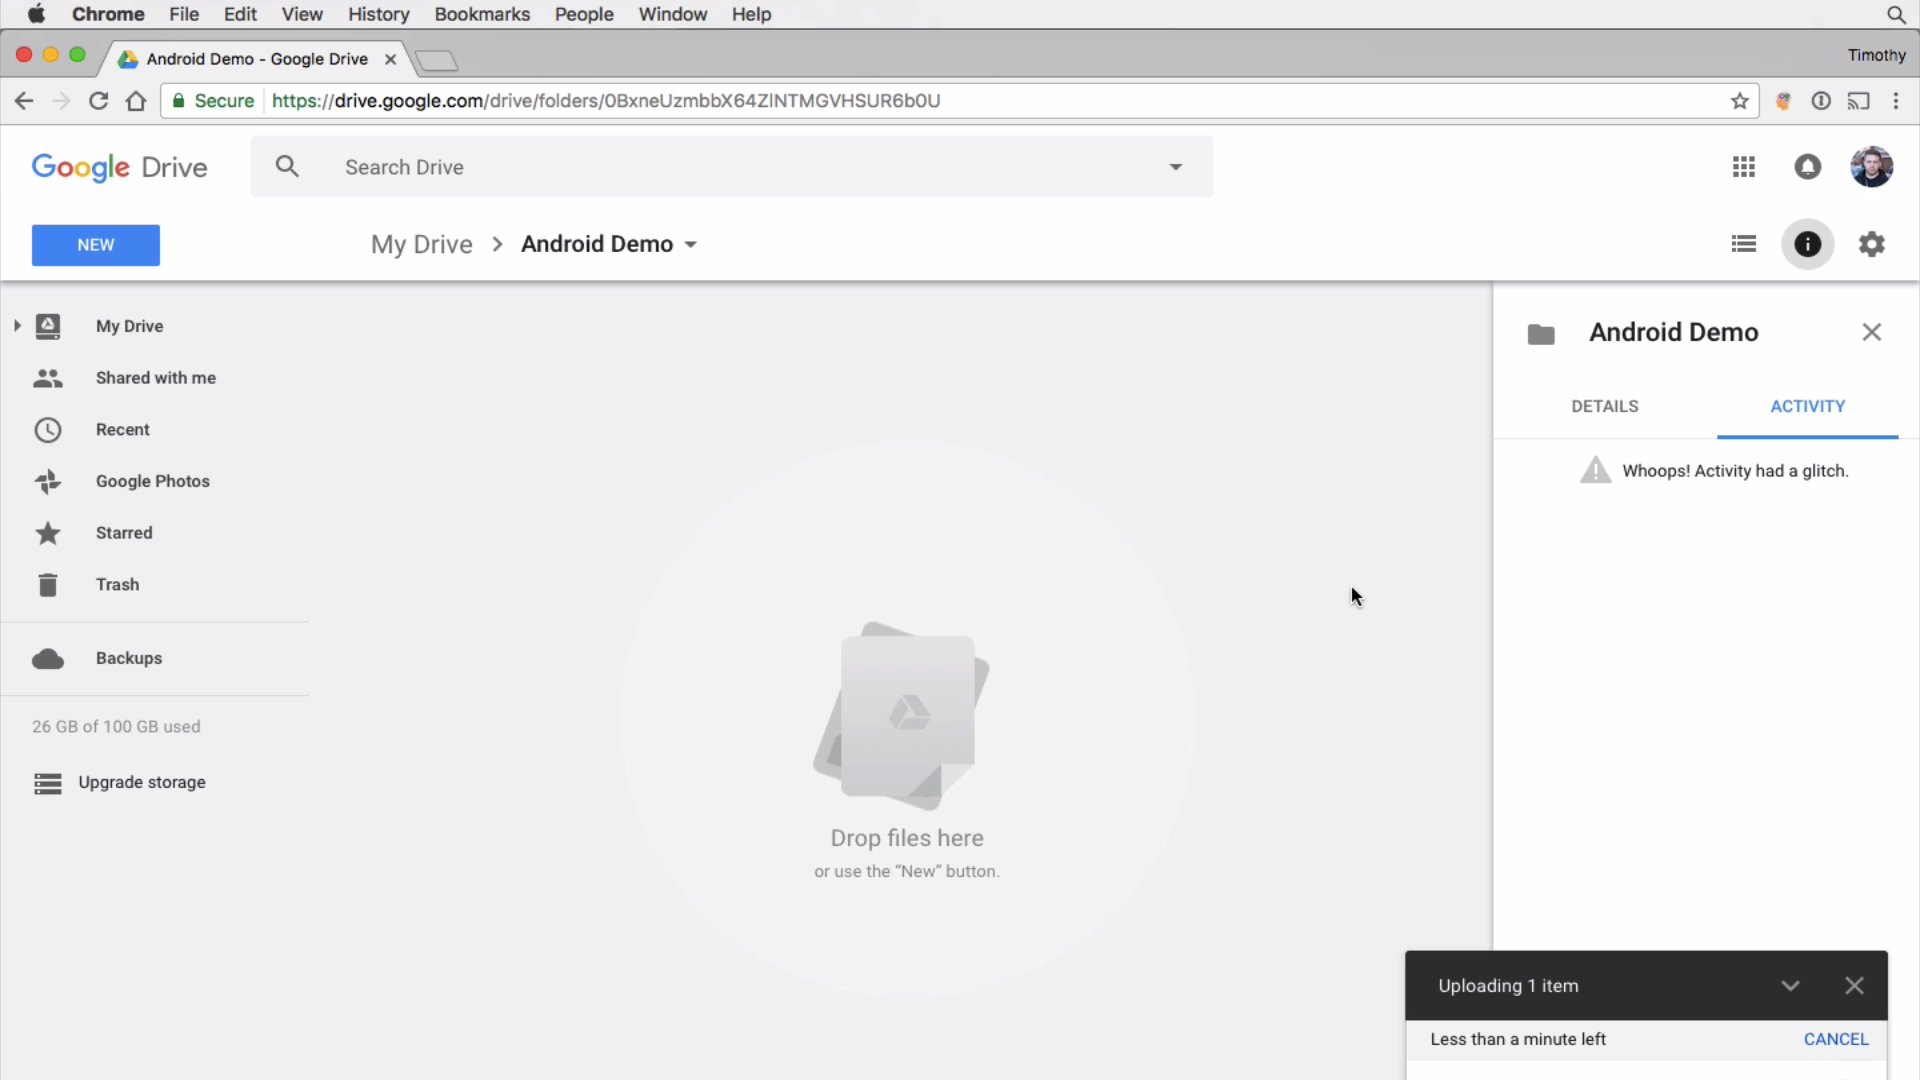 Chrome File Edit View History Bookmarks People Window Help
Android Demo - Google Drive
Timothy
Secure https://drive.google.com/drive/folders/0BxneUzmbbX64ZlNTMGVHSUR6b0U
Google Drive
Search Drive
NEW
My Drive > Android Demo
My Drive
Shared with me
Recent
Google Photos
Starred
Trash
Backups
26 GB of 100 GB used
Upgrade storage
Drop files here
or use the “New” button.
Android Demo
DETAILS ACTIVITY
Whoops! Activity had a glitch.
Uploading 1 item
Less than a minute left CANCEL